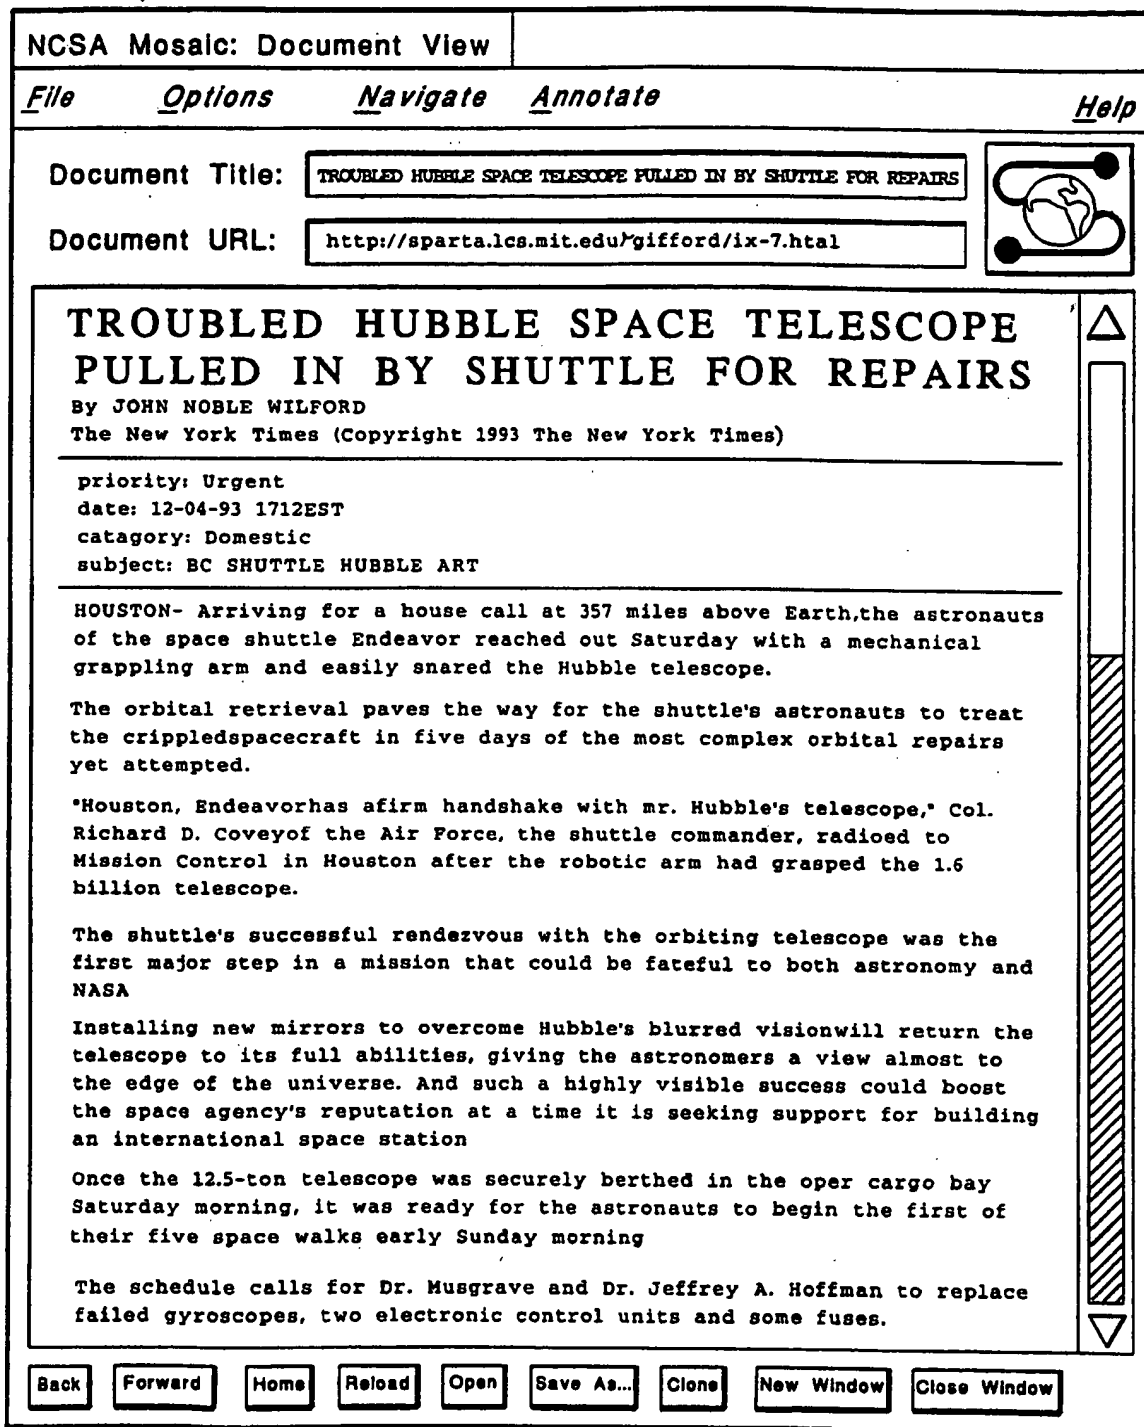 NCSA Mosaic: Document View
File Options Navigate Annotate Help
Document Title: TROUBLED HUBBLE SPACE TELESCOPE PULLED IN BY SHUTTLE FOR REPAIRS
Document URL: http://sparta.lcs.mit.edu/~gifford/ix-7.htal
TROUBLED HUBBLE SPACE TELESCOPE
PULLED IN BY SHUTTLE FOR REPAIRS
By JOHN NOBLE WILFORD
The New York Times (Copyright 1993 The New York Times)
priority: Urgent
date: 12-04-93 1712EST
catagory: Domestic
subject: BC SHUTTLE HUBBLE ART
HOUSTON- Arriving for a house call at 357 miles above Earth,the astronauts
of the space shuttle Endeavor reached out Saturday with a mechanical
grappling arm and easily snared the Hubble telescope.
The orbital retrieval paves the way for the shuttle's astronauts to treat
the crippledspacecraft in five days of the most complex orbital repairs
yet attempted.
"Houston, Endeavorhas afirm handshake with mr. Hubble's telescope," Col.
Richard D. Coveyof the Air Force, the shuttle commander, radioed to
Mission Control in Houston after the robotic arm had grasped the 1.6
billion telescope.
The shuttle's successful rendezvous with the orbiting telescope was the
first major step in a mission that could be fateful to both astronomy and
NASA
Installing new mirrors to overcome Hubble's blurred visionwill return the
telescope to its full abilities, giving the astronomers a view almost to
the edge of the universe. And such a highly visible success could boost
the space agency's reputation at a time it is seeking support for building
an international space station
Once the 12.5-ton telescope was securely berthed in the oper cargo bay
Saturday morning, it was ready for the astronauts to begin the first of
their five space walks early Sunday morning
The schedule calls for Dr. Musgrave and Dr. Jeffrey A. Hoffman to replace
failed gyroscopes, two electronic control units and some fuses.
Back Forward Home Reload Open Save As... Clone New Window Close Window